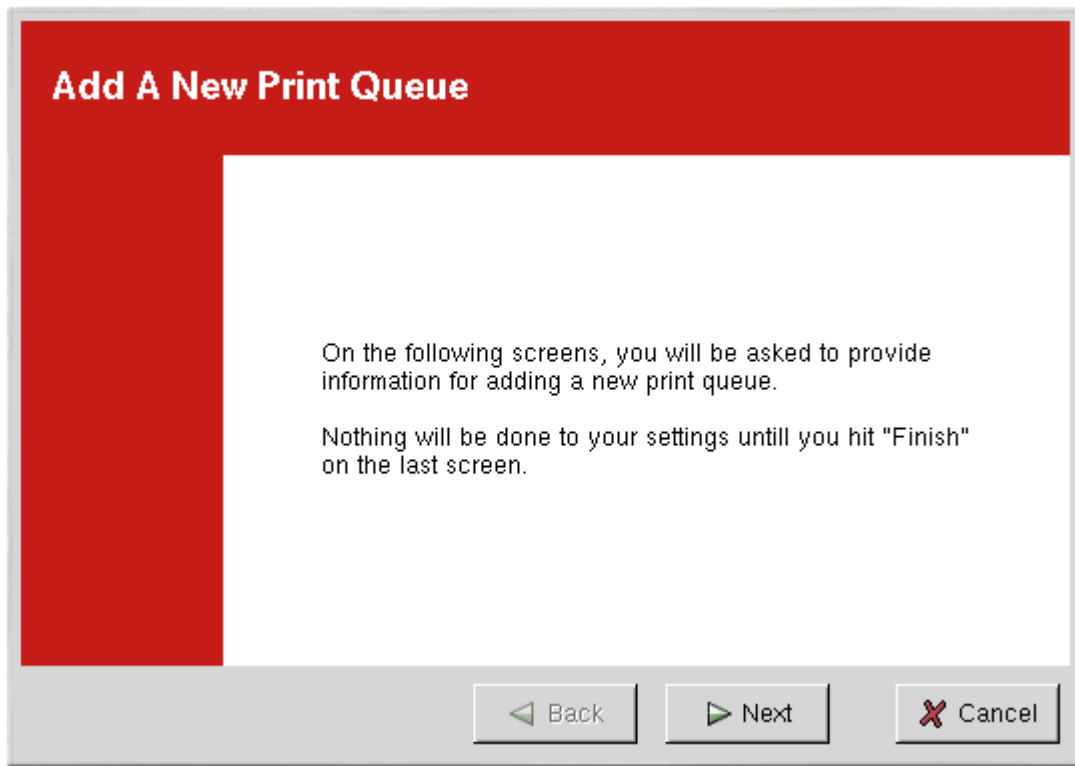 Add A New Print Queue
On the following screens, you will be asked to provide
information for adding a new print queue.
Nothing will be done to your settings untill you hit "Finish"
on the last screen.
Back
Next
Cancel